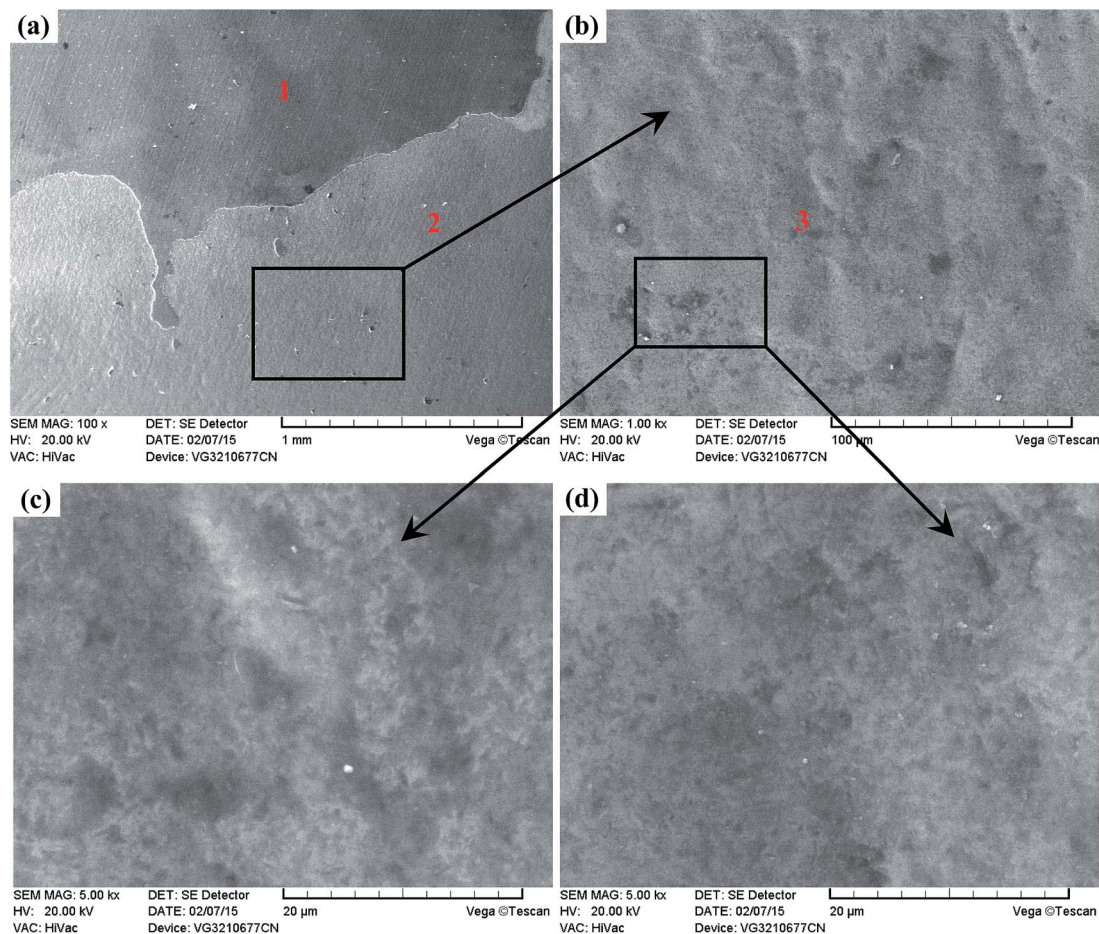 (a)
1
2
SEM MAG: 100 x DET: SE Detector
HV: 20.00 kV DATE: 02/07/15 1 mm Vega ©Tescan
VAC: HiVac Device: VG3210677CN
(b)
3
SEM MAG: 1.00 kx DET: SE Detector
HV: 20.00 kV DATE: 02/07/15 100 µm Vega ©Tescan
VAC: HiVac Device: VG3210677CN
(c)
SEM MAG: 5.00 kx DET: SE Detector
HV: 20.00 kV DATE: 02/07/15 20 µm Vega ©Tescan
VAC: HiVac Device: VG3210677CN
(d)
SEM MAG: 5.00 kx DET: SE Detector
HV: 20.00 kV DATE: 02/07/15 20 µm Vega ©Tescan
VAC: HiVac Device: VG3210677CN